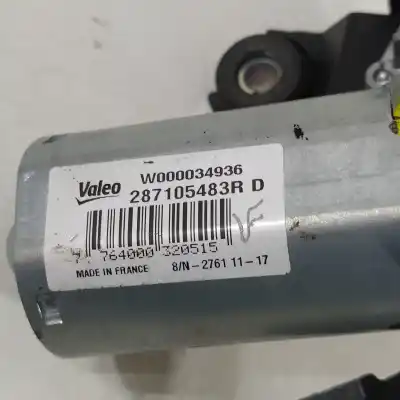 W000034936
Valeo 287105483R D
764000 320515
MADE IN FRANCE 8/N-2761 11-17